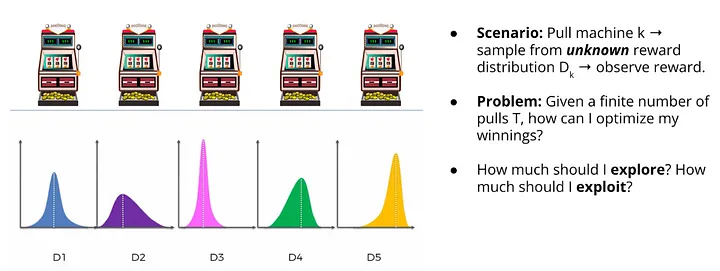 ● Scenario: Pull machine k →
sample from unknown reward
distribution Dk → observe reward.
● Problem: Given a finite number of
pulls T, how can I optimize my
winnings?
● How much should I explore? How
much should I exploit?
D1 D2 D3 D4 D5